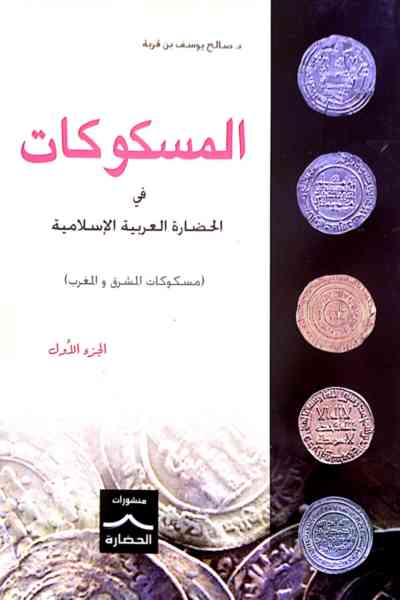 د. صالح يوسف بن قربة
المسكوكات
في
الحضارة العربية الإسلامية
(مسكوكات المشرق و المغرب)
الجزء الأول
منشورات
الحضارة